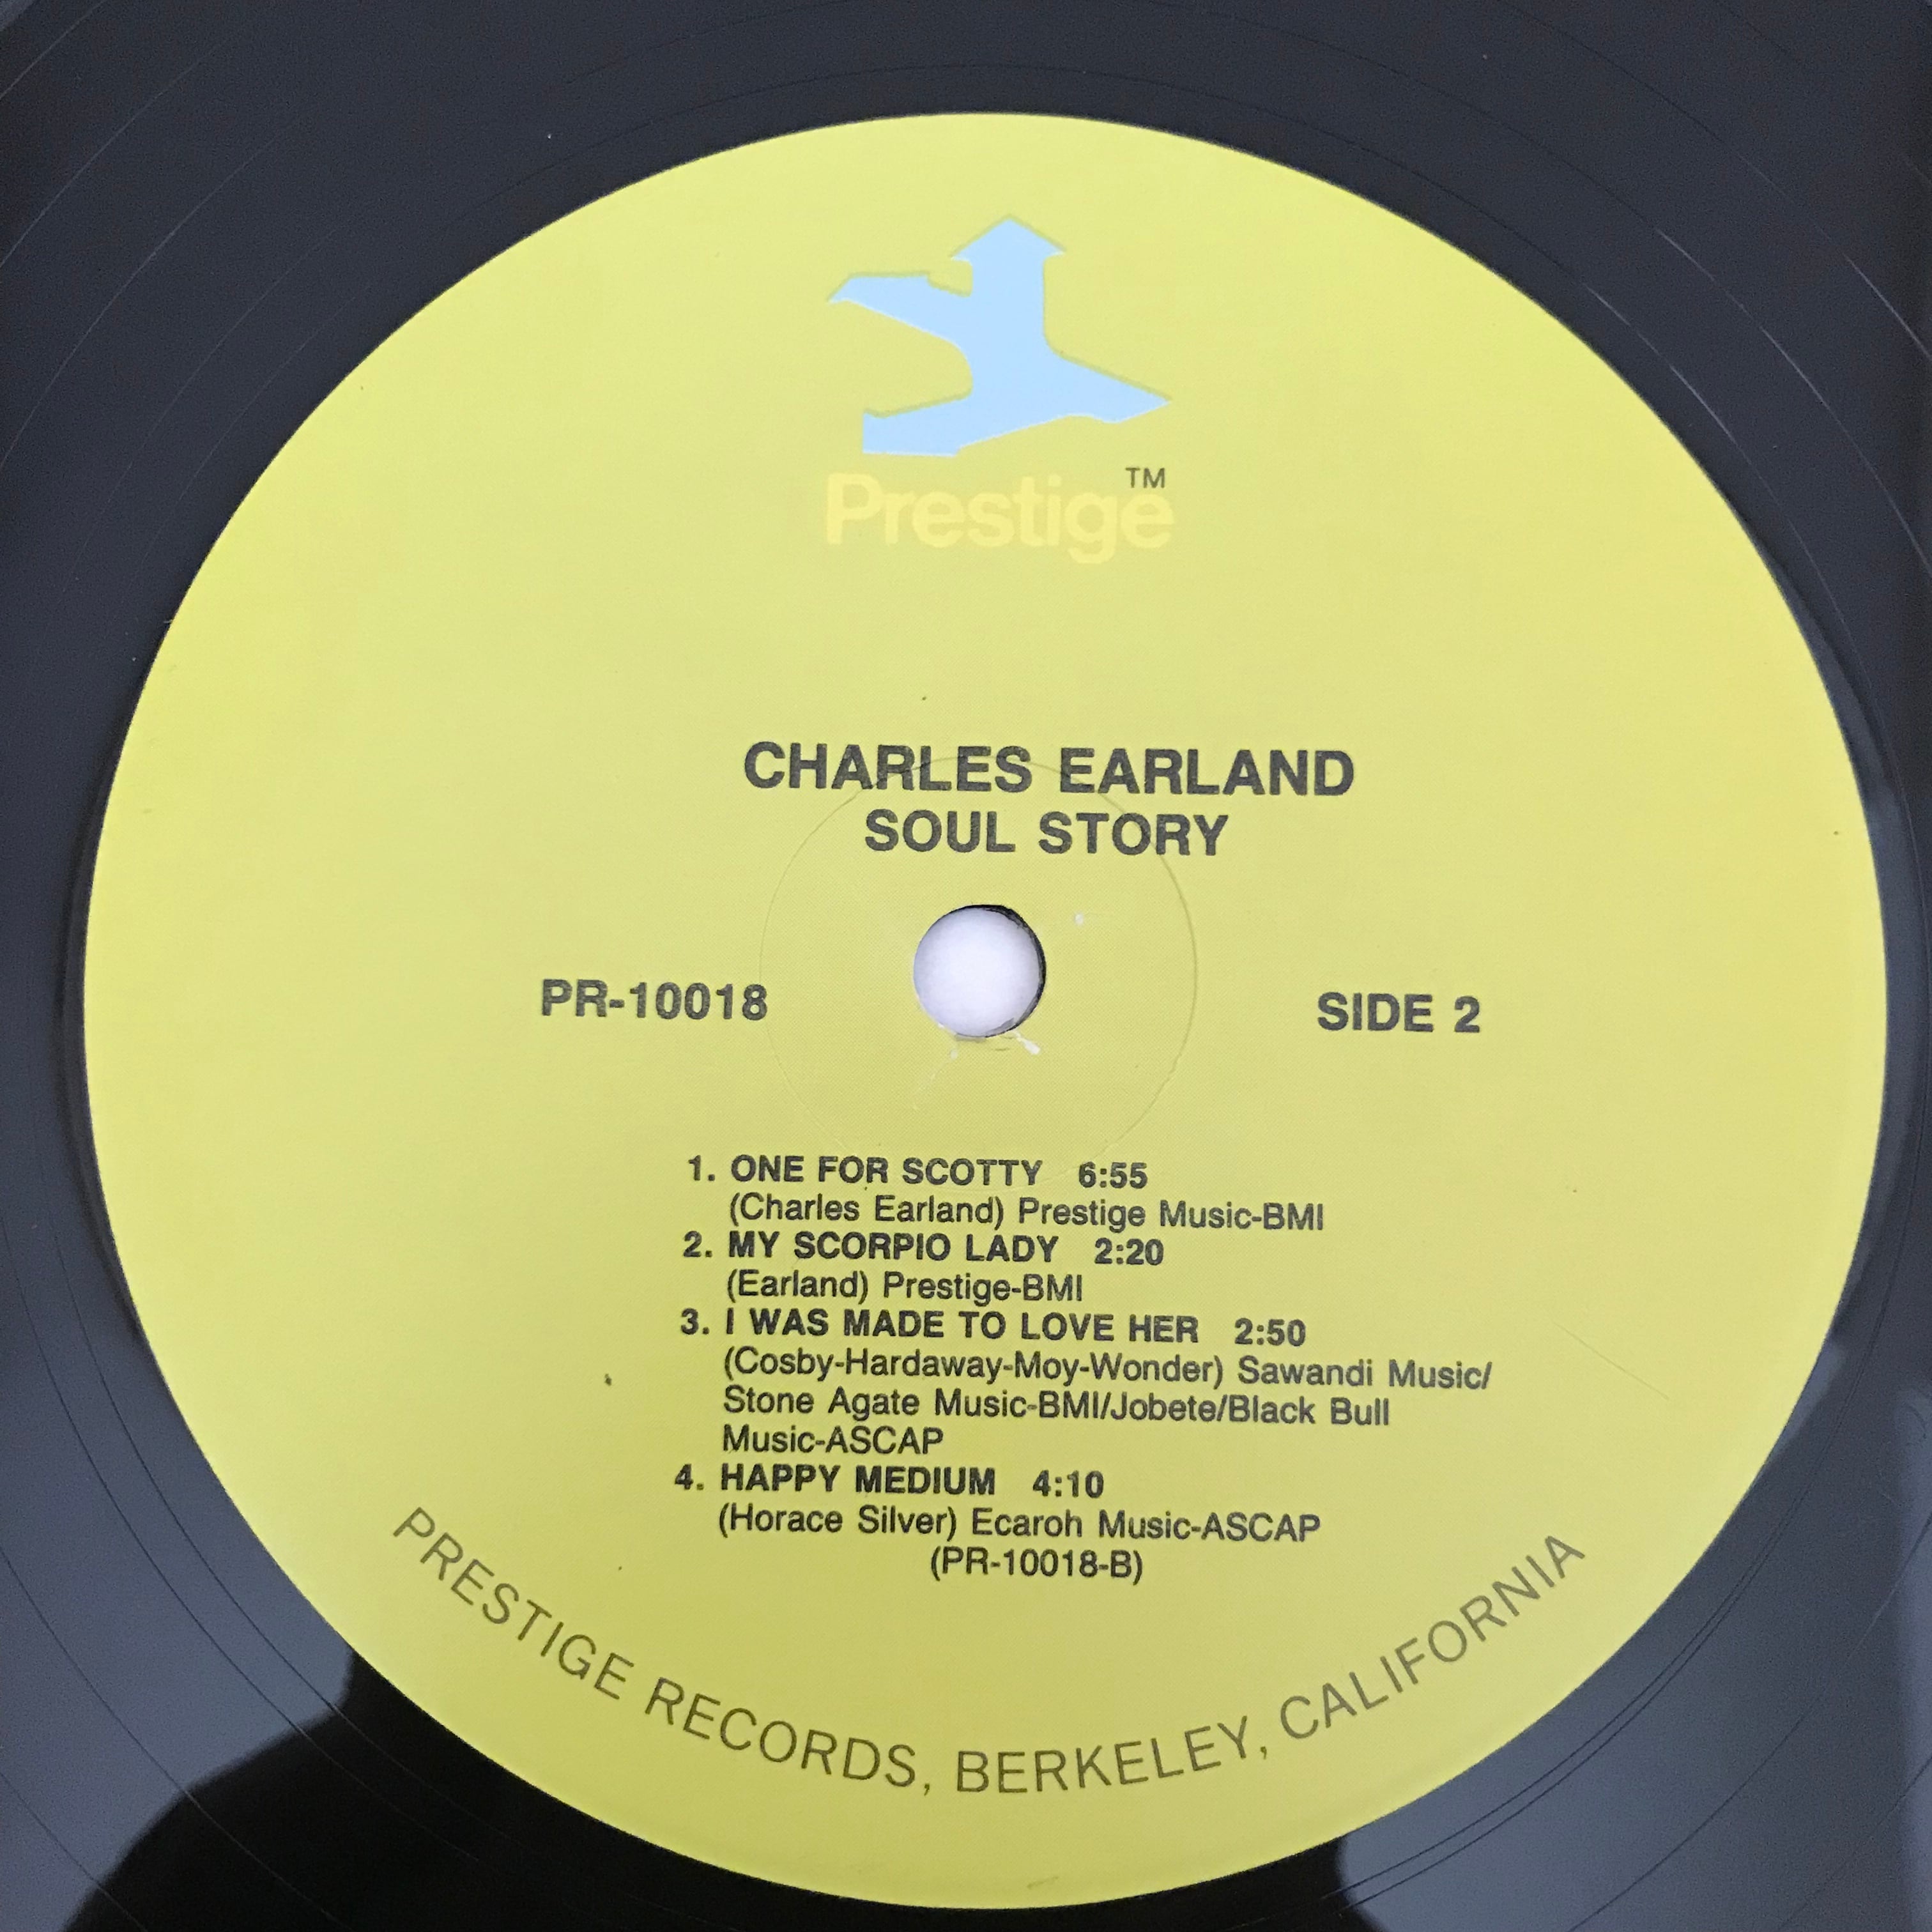 Prestige™
CHARLES EARLAND
SOUL STORY
PR-10018
SIDE 2
1. ONE FOR SCOTTY 6:55
(Charles Earland) Prestige Music-BMI
2. MY SCORPIO LADY 2:20
(Earland) Prestige-BMI
3. I WAS MADE TO LOVE HER 2:50
(Cosby-Hardaway-Moy-Wonder) Sawandi Music/
Stone Agate Music-BMI/Jobete/Black Bull
Music-ASCAP
4. HAPPY MEDIUM 4:10
(Horace Silver) Ecaroh Music-ASCAP
(PR-10018-B)
PRESTIGE RECORDS, BERKELEY, CALIFORNIA